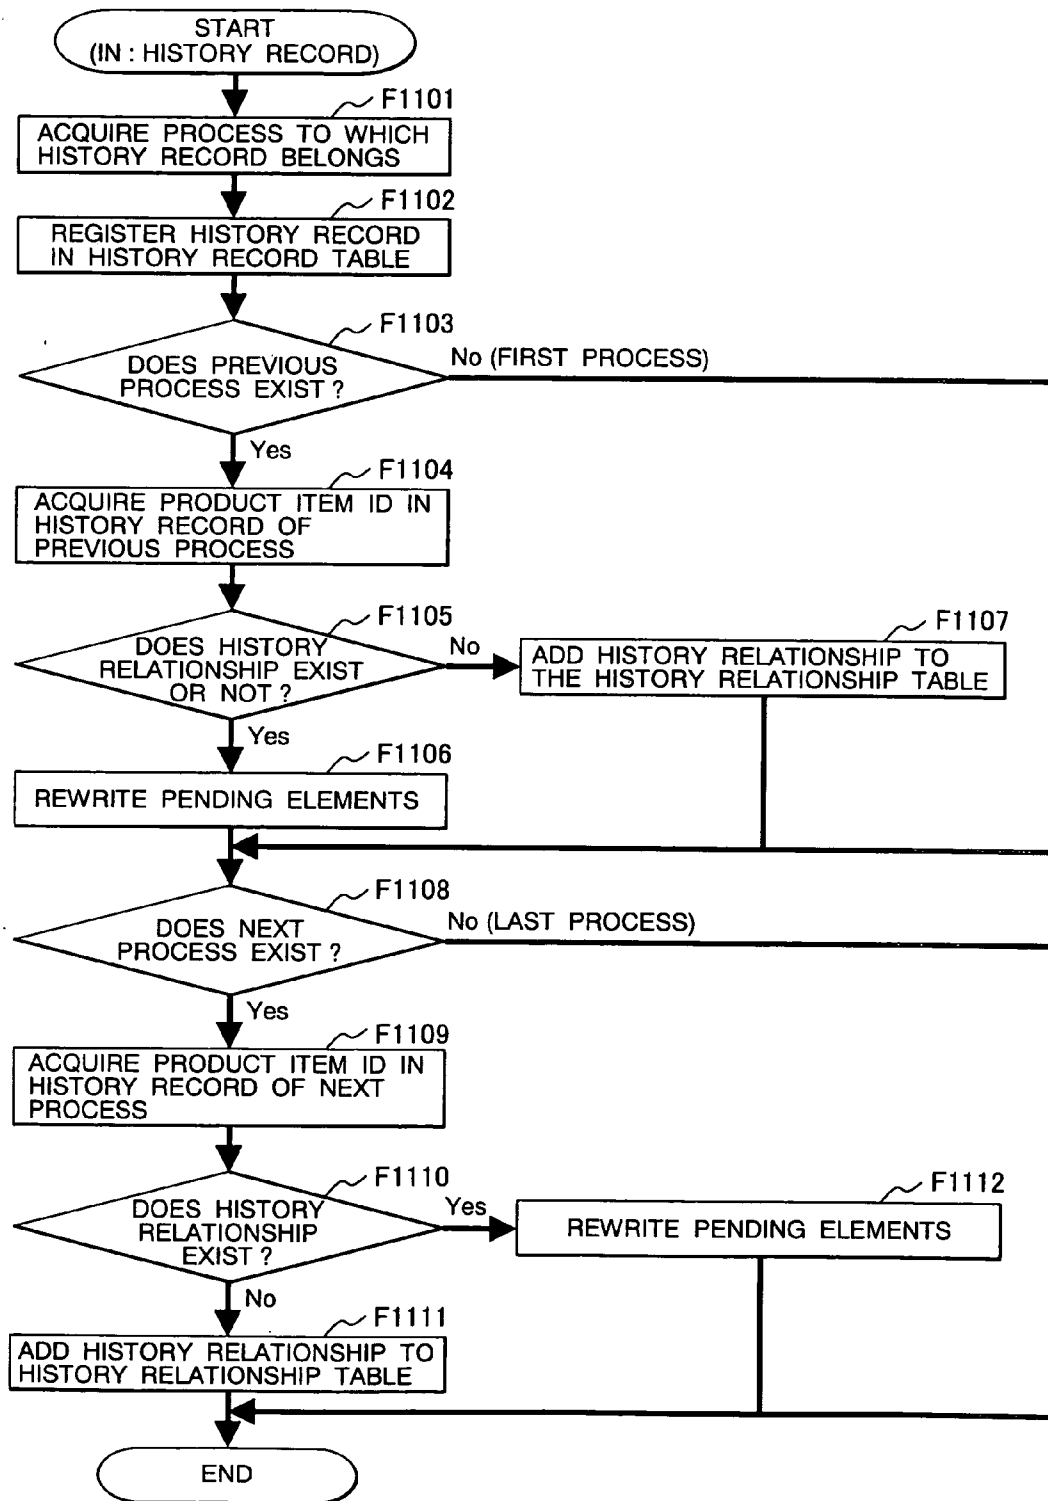 START
(IN : HISTORY RECORD)
F1101
ACQUIRE PROCESS TO WHICH
HISTORY RECORD BELONGS
F1102
REGISTER HISTORY RECORD
IN HISTORY RECORD TABLE
F1103
DOES PREVIOUS
PROCESS EXIST ?
No (FIRST PROCESS)
Yes
F1104
ACQUIRE PRODUCT ITEM ID IN
HISTORY RECORD OF
PREVIOUS PROCESS
F1105
DOES HISTORY
RELATIONSHIP EXIST
OR NOT ?
No
F1107
ADD HISTORY RELATIONSHIP TO
THE HISTORY RELATIONSHIP TABLE
Yes
F1106
REWRITE PENDING ELEMENTS
F1108
DOES NEXT
PROCESS EXIST ?
No (LAST PROCESS)
Yes
F1109
ACQUIRE PRODUCT ITEM ID IN
HISTORY RECORD OF NEXT
PROCESS
F1110
DOES HISTORY
RELATIONSHIP
EXIST ?
Yes
F1112
REWRITE PENDING ELEMENTS
No
F1111
ADD HISTORY RELATIONSHIP TO
HISTORY RELATIONSHIP TABLE
END